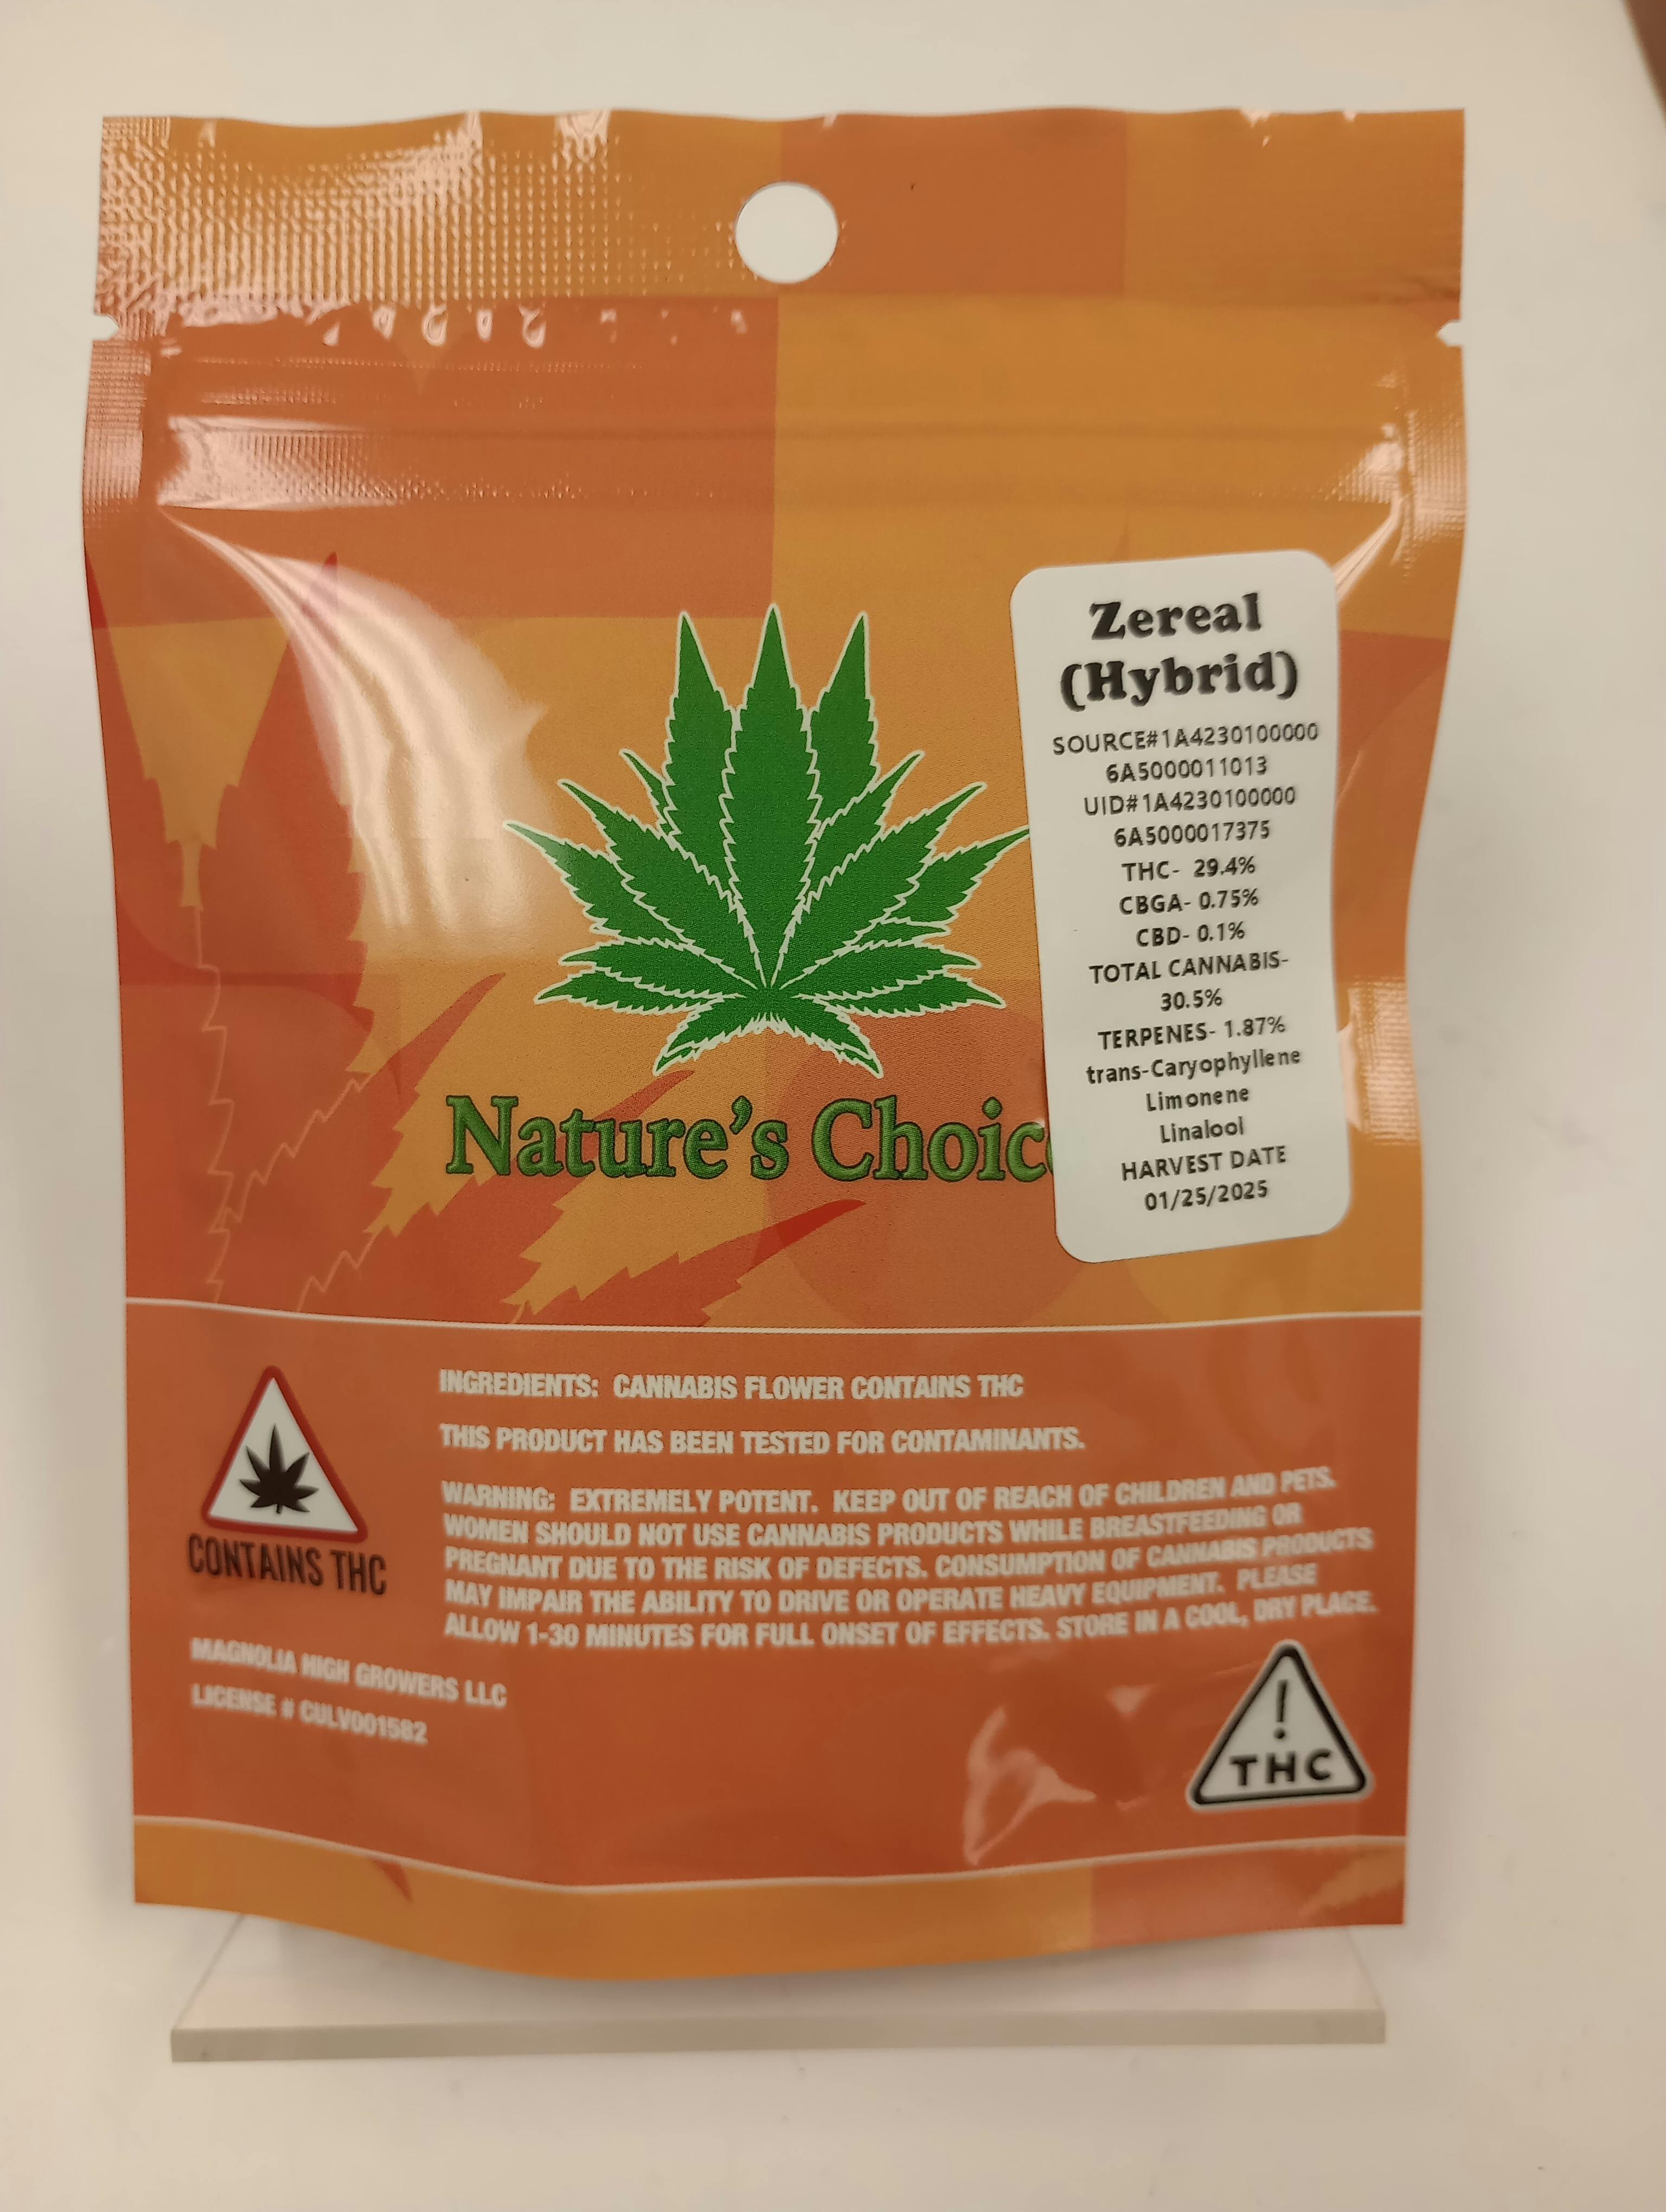 Zereal
(Hybrid)
SOURCE#1A4230100000
6A5000011013
UID#1A4230100000
6A5000017375
THC- 29.4%
CBGA- 0.75%
CBD- 0.1%
TOTAL CANNABIS-
30.5%
TERPENES- 1.87%
trans-Caryophyllene
Limonene
Linalool
HARVEST DATE
01/25/2025
Nature's Choic
INGREDIENTS: CANNABIS FLOWER CONTAINS THC
THIS PRODUCT HAS BEEN TESTED FOR CONTAMINANTS.
WARNING: EXTREMELY POTENT. KEEP OUT OF REACH OF CHILDREN AND PETS.
WOMEN SHOULD NOT USE CANNABIS PRODUCTS WHILE BREASTFEEDING OR
PREGNANT DUE TO THE RISK OF DEFECTS. CONSUMPTION OF CANNABIS PRODUCTS
MAY IMPAIR THE ABILITY TO DRIVE OR OPERATE HEAVY EQUIPMENT. PLEASE
ALLOW 1-30 MINUTES FOR FULL ONSET OF EFFECTS. STORE IN A COOL, DRY PLACE.
CONTAINS THC
MAGNOLIA HIGH GROWERS LLC
LICENSE # CULV001582
!
THC